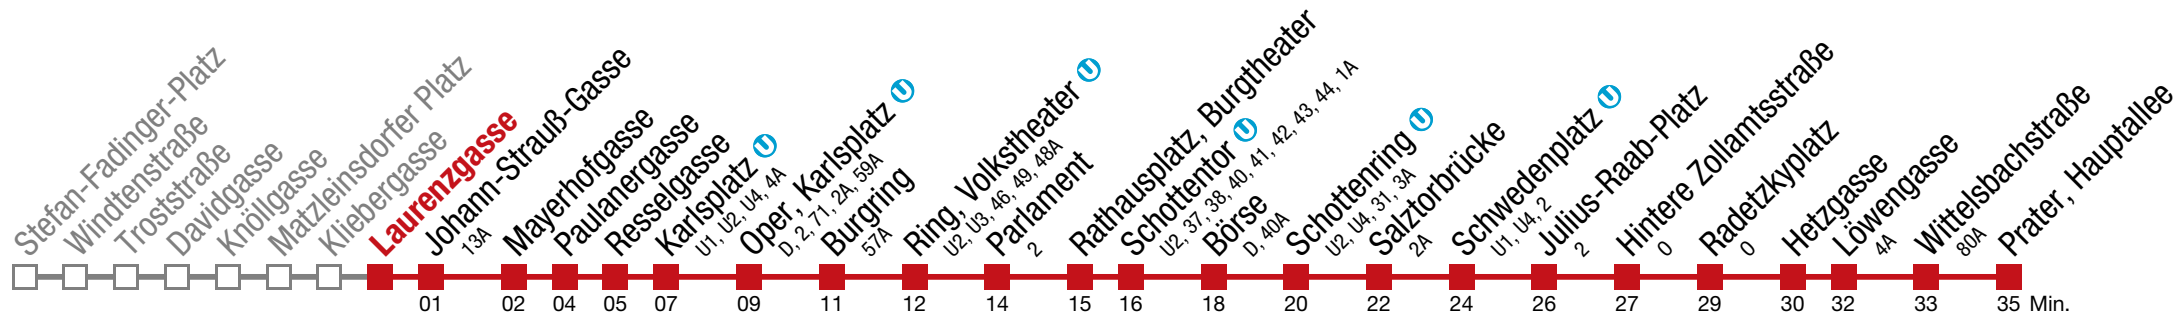 Stefan-Fadinger-Platz
Windtenstraße
Troststraße
Davidgasse
Knöllgasse
Matzleinsdorfer Platz
Kliebergasse
Laurenzgasse
Johann-Strauß-Gasse
13A
Mayerhofgasse
Paulanergasse
Resselgasse
Karlsplatz U
U1, U2, U4, 4A
Oper, Karlsplatz U
D, 2, 71, 2A, 59A
Burgring
57A
Ring, Volkstheater U
U2, U3, 46, 49, 48A
Parlament
2
Rathausplatz, Burgtheater
Schottentor U
U2, 37, 38, 40, 41, 42, 43, 44, 1A
Börse
D, 40A
Schottenring U
U2, U4, 31, 3A
Salztorbrücke
2A
Schwedenplatz U
U1, U4, 2
Julius-Raab-Platz
2
Hintere Zollamtsstraße
O
Radetzkyplatz
O
Hetzgasse
Löwengasse
4A
Wittelsbachstraße
80A
Prater, Hauptallee
01 02 04 05 07 09 11 12 14 15 16 18 20 22 24 26 27 29 30 32 33 35 Min.